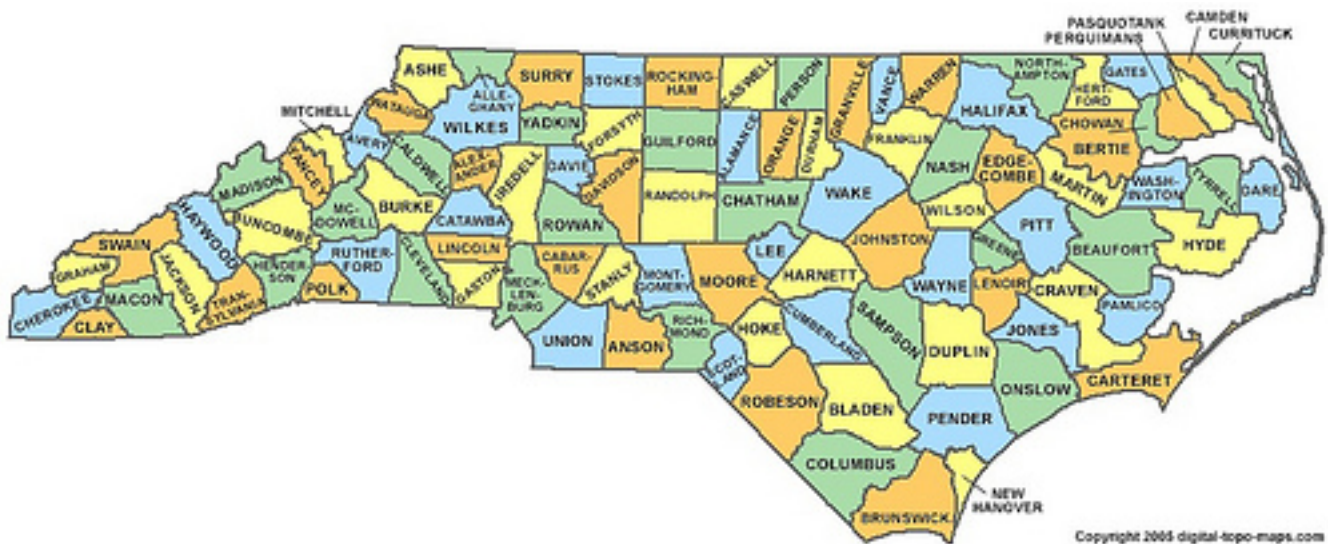 PASQUOTANK
CAMDEN
PERQUIMANS
CURRITUCK
ASHE
ALLE-
GHANY
SURRY
STOKES
ROCKING-
HAM
CASWELL
PERSON
GRANVILLE
VANCE
WARREN
NORTH-
AMPTON
HERT-
FORD
GATES
HALIFAX
MITCHELL
WATAUGA
WILKES
YADKIN
FORSYTH
GUILFORD
ALAMANCE
ORANGE
DURHAM
FRANKLIN
CHOWAN
BERTIE
AVERY
CALDWELL
ALEX-
ANDER
IREDELL
DAVIE
DAVIDSON
NASH
EDGE-
COMBE
MARTIN
WASH-
INGTON
TYRRELL
DARE
MADISON
YANCEY
MC-
DOWELL
BURKE
CATAWBA
ROWAN
RANDOLPH
CHATHAM
WAKE
WILSON
PITT
BEAUFORT
HYDE
HAYWOOD
BUNCOMBE
RUTHER-
FORD
CLEVELAND
LINCOLN
CABAR-
RUS
STANLY
MONT-
GOMERY
MOORE
LEE
HARNETT
JOHNSTON
GREENE
SWAIN
GRAHAM
JACKSON
HENDER-
SON
POLK
GASTON
MECK-
LEN-
BURG
WAYNE
LENOIR
CRAVEN
PAMLICO
CHEROKEE
MACON
CLAY
TRAN-
SYLVANIA
UNION
ANSON
RICH-
MOND
SCOT-
LAND
HOKE
CUMBERLAND
SAMPSON
DUPLIN
JONES
ONSLOW
CARTERET
ROBESON
BLADEN
PENDER
COLUMBUS
BRUNSWICK
NEW
HANOVER
Copyright 2005 digital-topo-maps.com